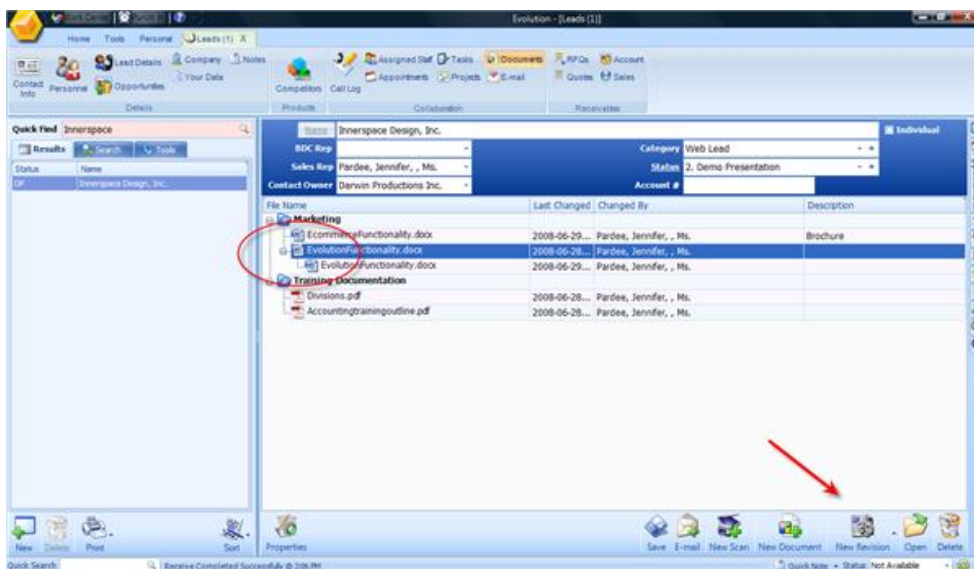 Evolution - [Leads (1)]
Home Tools Personal Leads (1) X
Lead Details Company Notes Assigned Staff Tasks Documents RFQs Account
Contact Info Personnel Opportunities Your Data Competitors Call Log Appointments Projects E-mail Quotes Sales
Details Products Collaboration Receivables
Quick Find Innerspace
Results Search Tools
Status Name
DP Innerspace Design, Inc.
Name Innerspace Design, Inc. Individual
BDC Rep Category Web Lead
Sales Rep Pardee, Jennifer, , Ms. Status 2. Demo Presentation
Contact Owner Darwin Productions Inc. Account #
File Name Last Changed Changed By Description
Marketing
EcommerceFunctionality.docx 2008-06-29... Pardee, Jennifer, , Ms. Brochure
EvolutionFunctionality.docx 2008-06-28... Pardee, Jennifer, , Ms.
EvolutionFunctionality.docx 2008-06-29... Pardee, Jennifer, , Ms.
Training Documentation
Divisions.pdf 2008-06-28... Pardee, Jennifer, , Ms.
Accountingtrainingoutline.pdf 2008-06-28... Pardee, Jennifer, , Ms.
New Delete Print Sort Properties Save E-mail New Scan New Document New Revision Open Delete
Quick Search Receive Completed Successfully @ 2:06 PM Quick Note Status: Not Available